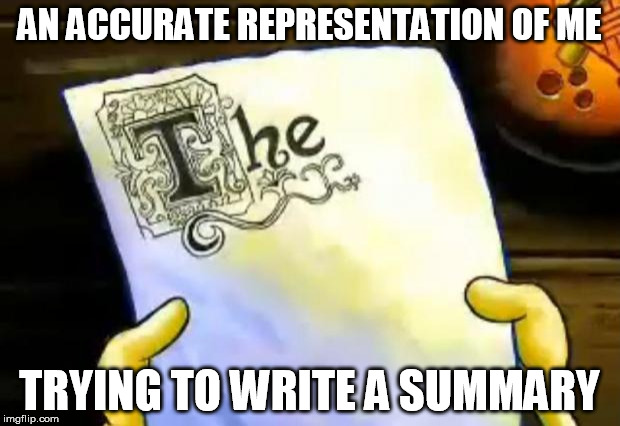 AN ACCURATE REPRESENTATION OF ME
The
TRYING TO WRITE A SUMMARY
imgflip.com